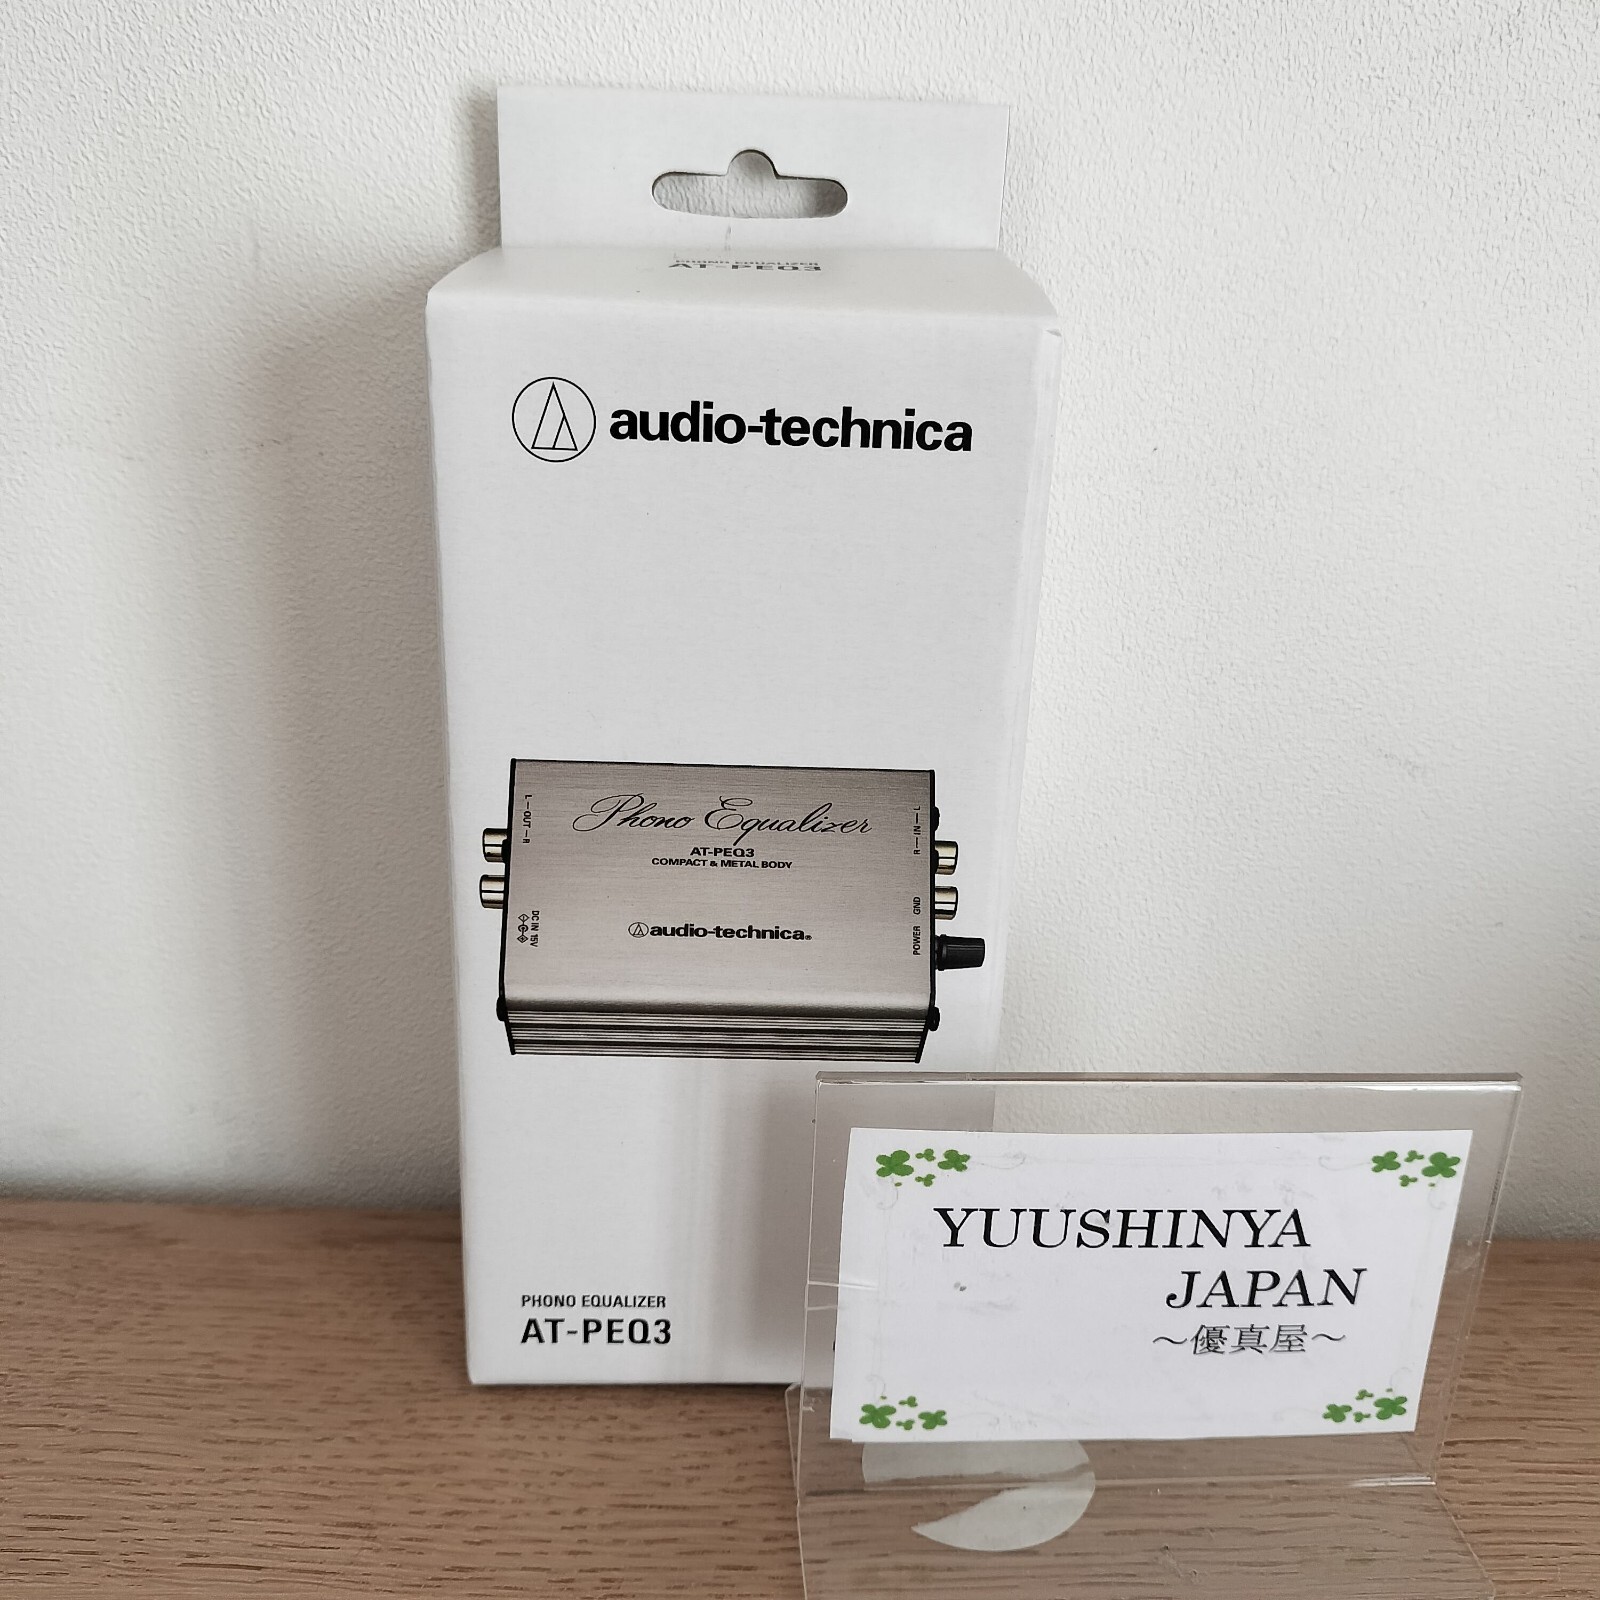 PHONO EQUALIZER
AT-PEQ3
audio-technica
Phono Equalizer
AT-PEQ3
COMPACT & METAL BODY
audio-technica®
L—OUT—R
DC IN 15V
R—IN—L
GND
POWER
PHONO EQUALIZER
AT-PEQ3
YUUSHINYA
JAPAN
～優真屋～